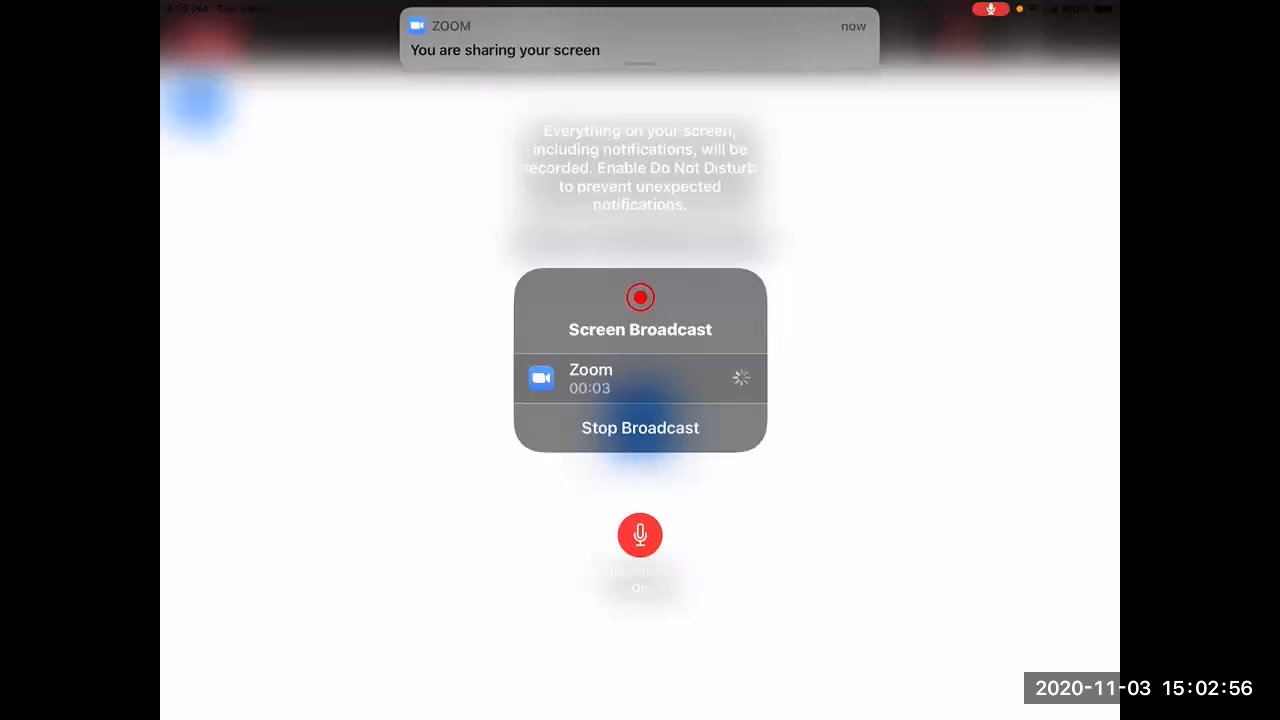 ZOOM now
You are sharing your screen
Everything on your screen,
including notifications, will be
recorded. Enable Do Not Disturb
to prevent unexpected
notifications.
Screen Broadcast
Zoom
00:03
Stop Broadcast
On
2020-11-03 15:02:56